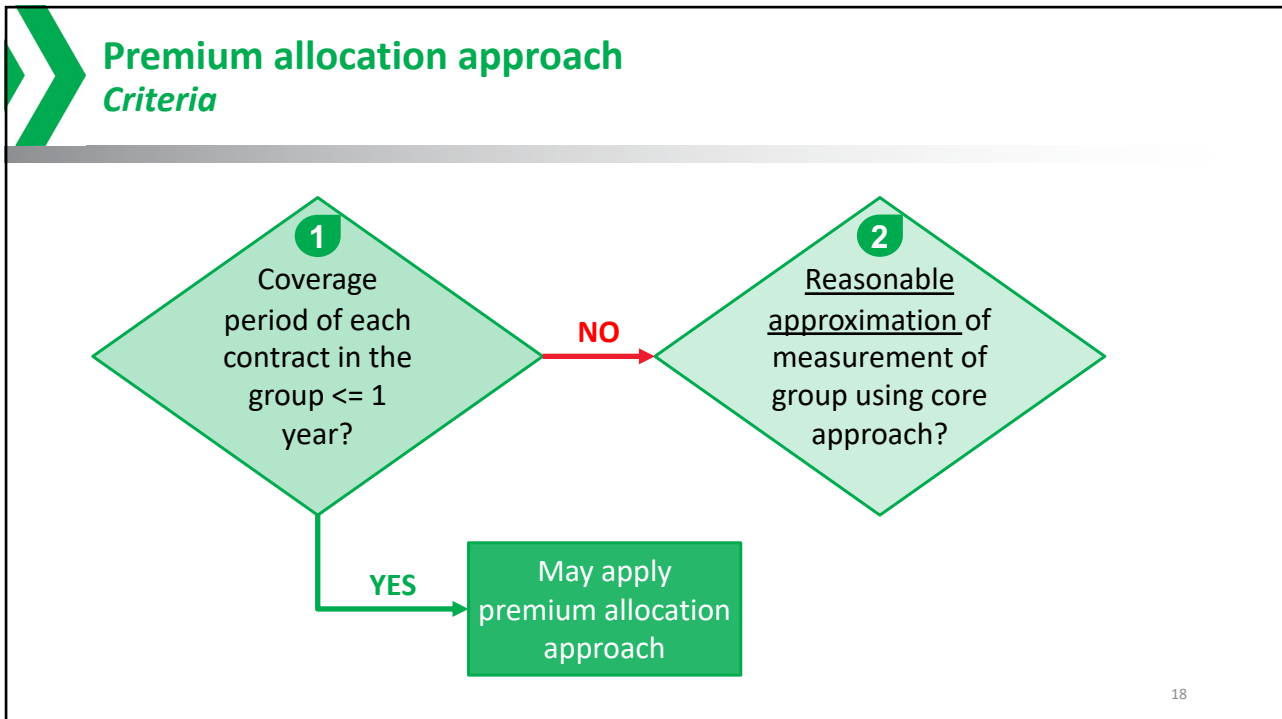 Premium allocation approach
Criteria
1
Coverage
period of each
contract in the
group <= 1
year?
NO
2
Reasonable
approximation of
measurement of
group using core
approach?
YES
May apply
premium allocation
approach
18